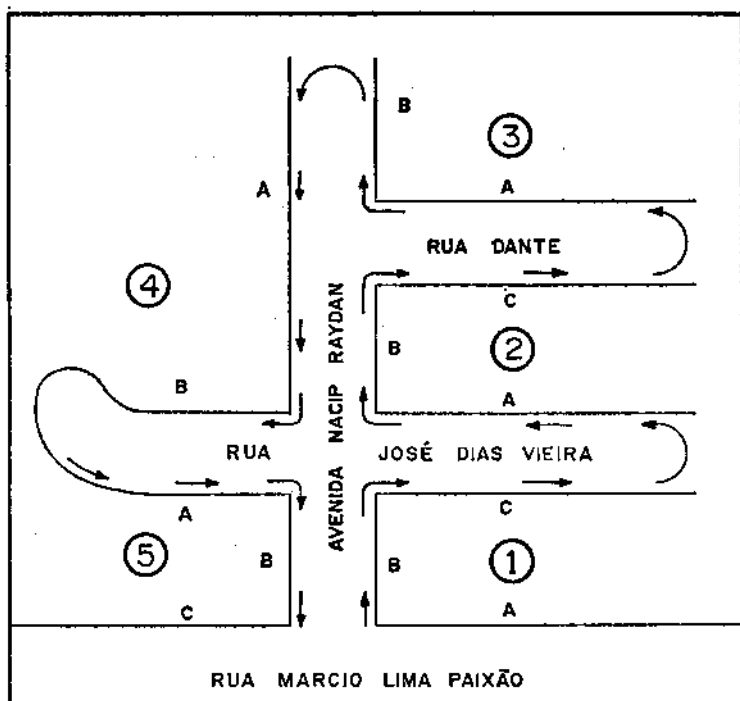 B
3
A
A
RUA DANTE
4
C
2
B
B
A
AVENIDA NACIP RAYDAN
RUA JOSÉ DIAS VIEIRA
A
C
5
B
B
1
C
A
RUA MARCIO LIMA PAIXÃO